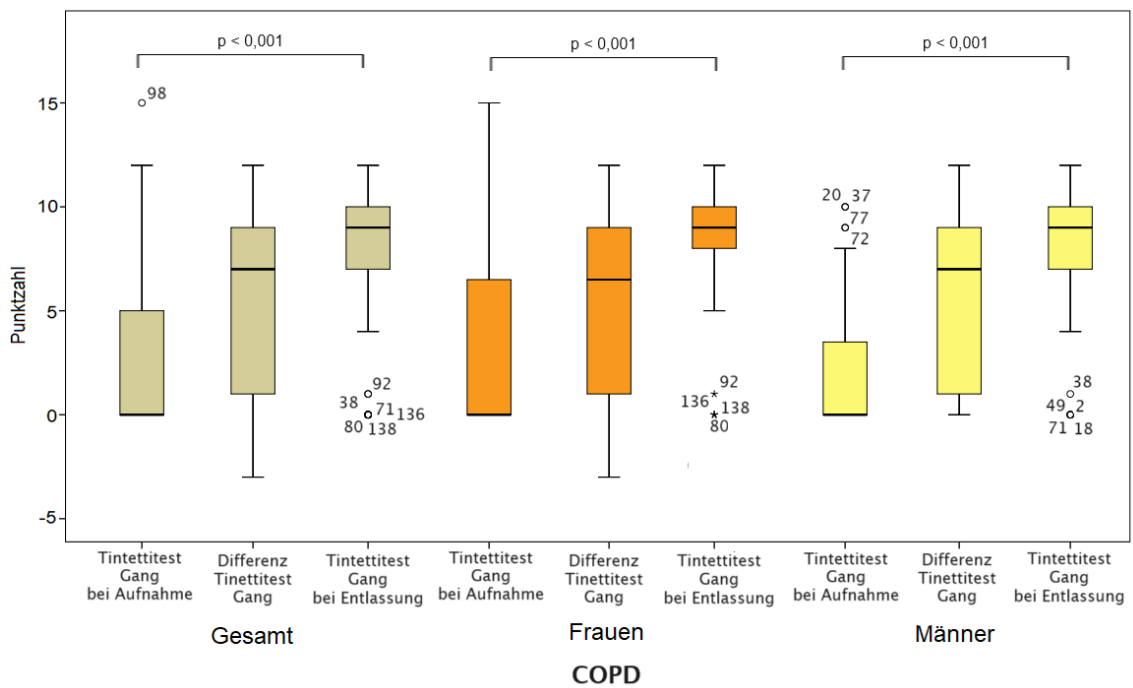 p < 0,001
p < 0,001
p < 0,001
Punktzahl
15
10
5
0
-5
98
92
38
71
136
80
138
92
136
138
80
20
37
77
72
38
49
2
71
18
Tintettitest
Gang
bei Aufnahme
Differenz
Tinettitest
Gang
Tintettitest
Gang
bei Entlassung
Tintettitest
Gang
bei Aufnahme
Differenz
Tinettitest
Gang
Tintettitest
Gang
bei Entlassung
Tintettitest
Gang
bei Aufnahme
Differenz
Tinettitest
Gang
Tintettitest
Gang
bei Entlassung
Gesamt
Frauen
Männer
COPD